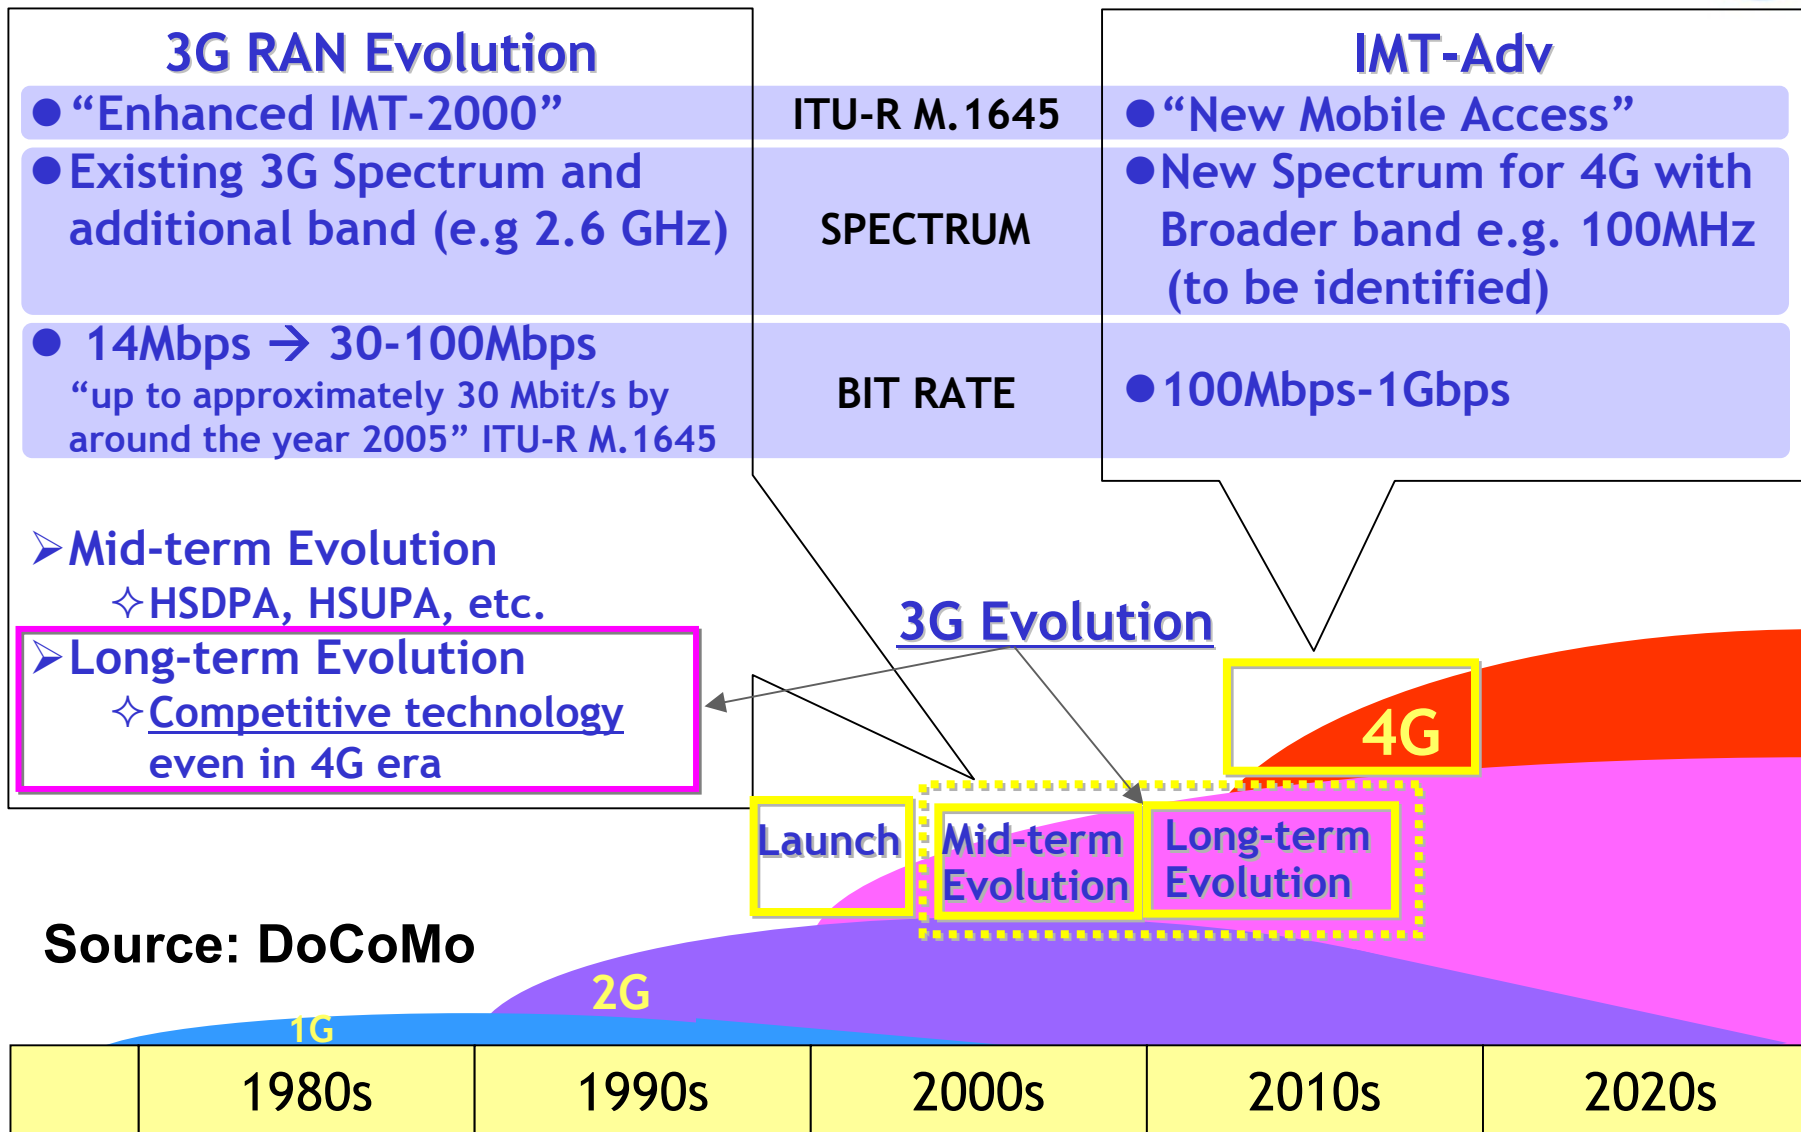 3G RAN Evolution
● “Enhanced IMT-2000”
● Existing 3G Spectrum and
additional band (e.g 2.6 GHz)
● 14Mbps → 30-100Mbps
“up to approximately 30 Mbit/s by
around the year 2005” ITU-R M.1645
ITU-R M.1645
SPECTRUM
BIT RATE
IMT-Adv
● “New Mobile Access”
● New Spectrum for 4G with
Broader band e.g. 100MHz
(to be identified)
● 100Mbps-1Gbps
➢ Mid-term Evolution
✧ HSDPA, HSUPA, etc.
➢ Long-term Evolution
✧ Competitive technology
even in 4G era
3G Evolution
4G
Launch
Mid-term
Evolution
Long-term
Evolution
Source: DoCoMo
2G
1G
1980s
1990s
2000s
2010s
2020s